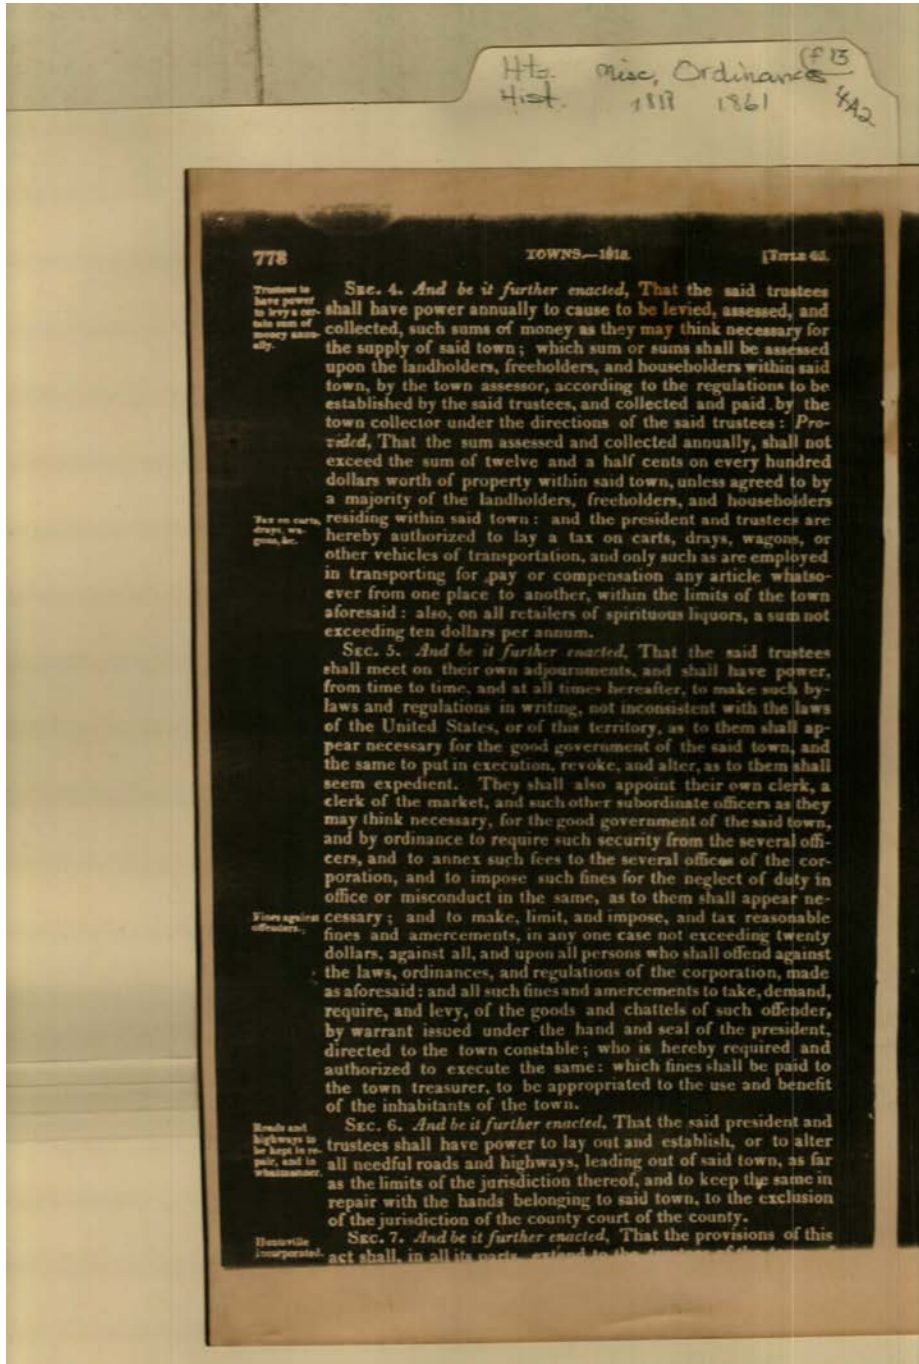 Hts. misc. Ordinances f 13
Hist. 1818 1861 4A2
778 TOWNS.—1818. [TITLE 62.
Trustees to
have power
to levy a cer-
tain sum of
money annu-
ally.
SEC. 4. And be it further enacted, That the said trustees
shall have power annually to cause to be levied, assessed, and
collected, such sums of money as they may think necessary for
the supply of said town; which sum or sums shall be assessed
upon the landholders, freeholders, and householders within said
town, by the town assessor, according to the regulations to be
established by the said trustees, and collected and paid by the
town collector under the directions of the said trustees: Pro-
vided, That the sum assessed and collected annually, shall not
exceed the sum of twelve and a half cents on every hundred
dollars worth of property within said town, unless agreed to by
a majority of the landholders, freeholders, and householders
Tax on carts,
drays, wa-
gons, &c.
residing within said town: and the president and trustees are
hereby authorized to lay a tax on carts, drays, wagons, or
other vehicles of transportation, and only such as are employed
in transporting for pay or compensation any article whatso-
ever from one place to another, within the limits of the town
aforesaid: also, on all retailers of spirituous liquors, a sum not
exceeding ten dollars per annum.
SEC. 5. And be it further enacted, That the said trustees
shall meet on their own adjournments, and shall have power,
from time to time, and at all times hereafter, to make such by-
laws and regulations in writing, not inconsistent with the laws
of the United States, or of this territory, as to them shall ap-
pear necessary for the good government of the said town, and
the same to put in execution, revoke, and alter, as to them shall
seem expedient. They shall also appoint their own clerk, a
clerk of the market, and such other subordinate officers as they
may think necessary, for the good government of the said town,
and by ordinance to require such security from the several offi-
cers, and to annex such fees to the several offices of the cor-
poration, and to impose such fines for the neglect of duty in
office or misconduct in the same, as to them shall appear ne-
Fines against
offenders.
cessary; and to make, limit, and impose, and tax reasonable
fines and amercements, in any one case not exceeding twenty
dollars, against all, and upon all persons who shall offend against
the laws, ordinances, and regulations of the corporation, made
as aforesaid: and all such fines and amercements to take, demand,
require, and levy, of the goods and chattels of such offender,
by warrant issued under the hand and seal of the president,
directed to the town constable; who is hereby required and
authorized to execute the same: which fines shall be paid to
the town treasurer, to be appropriated to the use and benefit
of the inhabitants of the town.
Roads and
highways to
be kept in re-
pair, and in
what manner.
SEC. 6. And be it further enacted, That the said president and
trustees shall have power to lay out and establish, or to alter
all needful roads and highways, leading out of said town, as far
as the limits of the jurisdiction thereof, and to keep the same in
repair with the hands belonging to said town, to the exclusion
of the jurisdiction of the county court of the county.
Huntsville
incorporated.
SEC. 7. And be it further enacted, That the provisions of this
act shall, in all its parts, extend to the